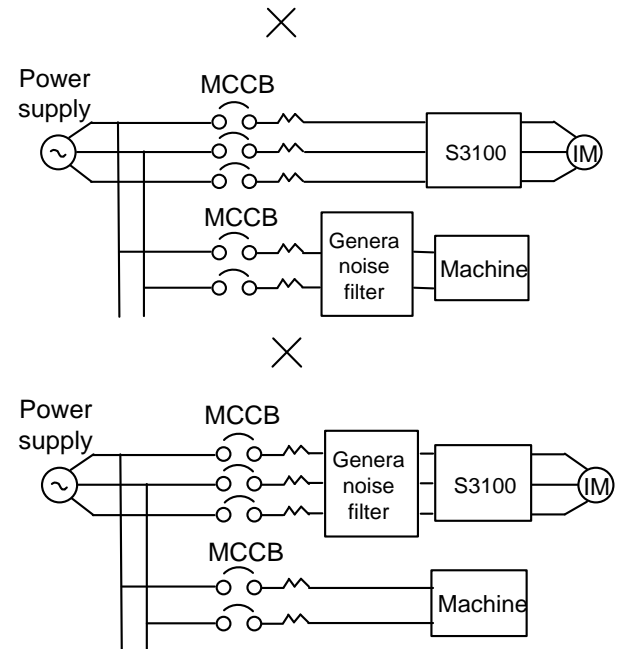 Power
supply
MCCB
S3100
IM
MCCB
Genera
noise
filter
Machine
Power
supply
MCCB
Genera
noise
filter
S3100
IM
MCCB
Machine